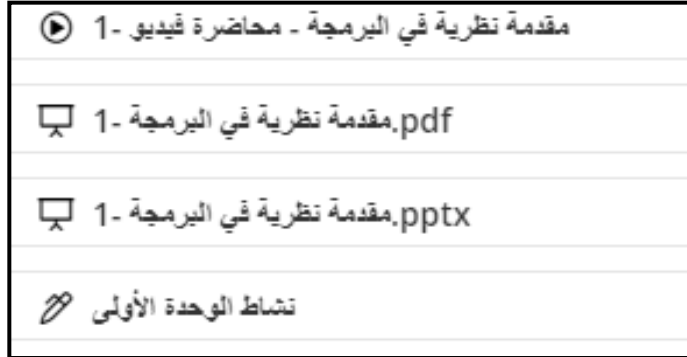 1- مقدمة نظرية في البرمجة - محاضرة فيديو
1- مقدمة نظرية في البرمجة.pdf
1- مقدمة نظرية في البرمجة.pptx
نشاط الوحدة الأولى